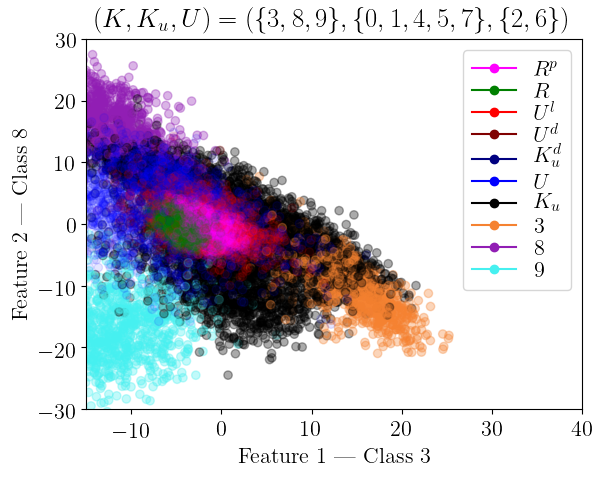 (K, K_u, U) = ({3, 8, 9}, {0, 1, 4, 5, 7}, {2, 6})
30
20
10
0
−10
−20
−30
Feature 2 — Class 8
R^p
R
U^l
U^d
K_u^d
U
K_u
3
8
9
−10
0
10
20
30
40
Feature 1 — Class 3